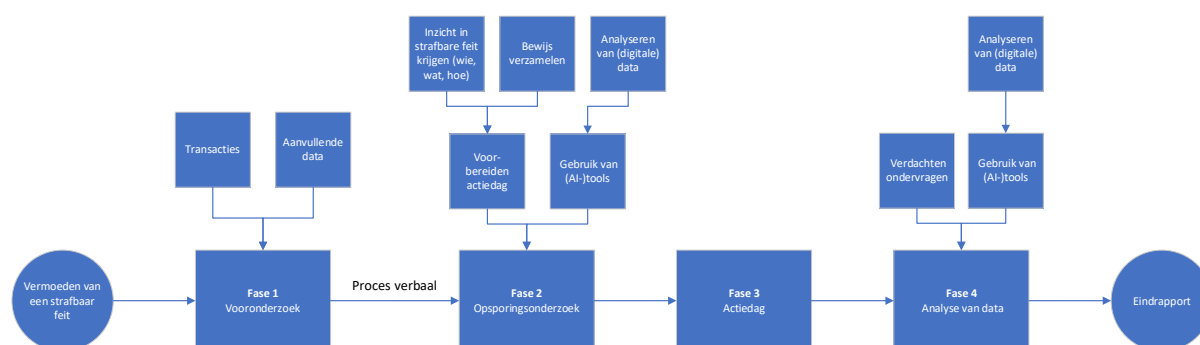 Inzicht in
strafbare feit
krijgen (wie,
wat, hoe)
Bewijs
verzamelen
Analyseren
van (digitale)
data
Analyseren
van (digitale)
data
Transacties
Aanvullende
data
Voor-
bereiden
actiedag
Gebruik van
(AI-)tools
Verdachten
ondervragen
Gebruik van
(AI-)tools
Vermoeden van
een strafbaar
feit
Fase 1
Vooronderzoek
Proces verbaal
Fase 2
Opsporingsonderzoek
Fase 3
Actiedag
Fase 4
Analyse van data
Eindrapport